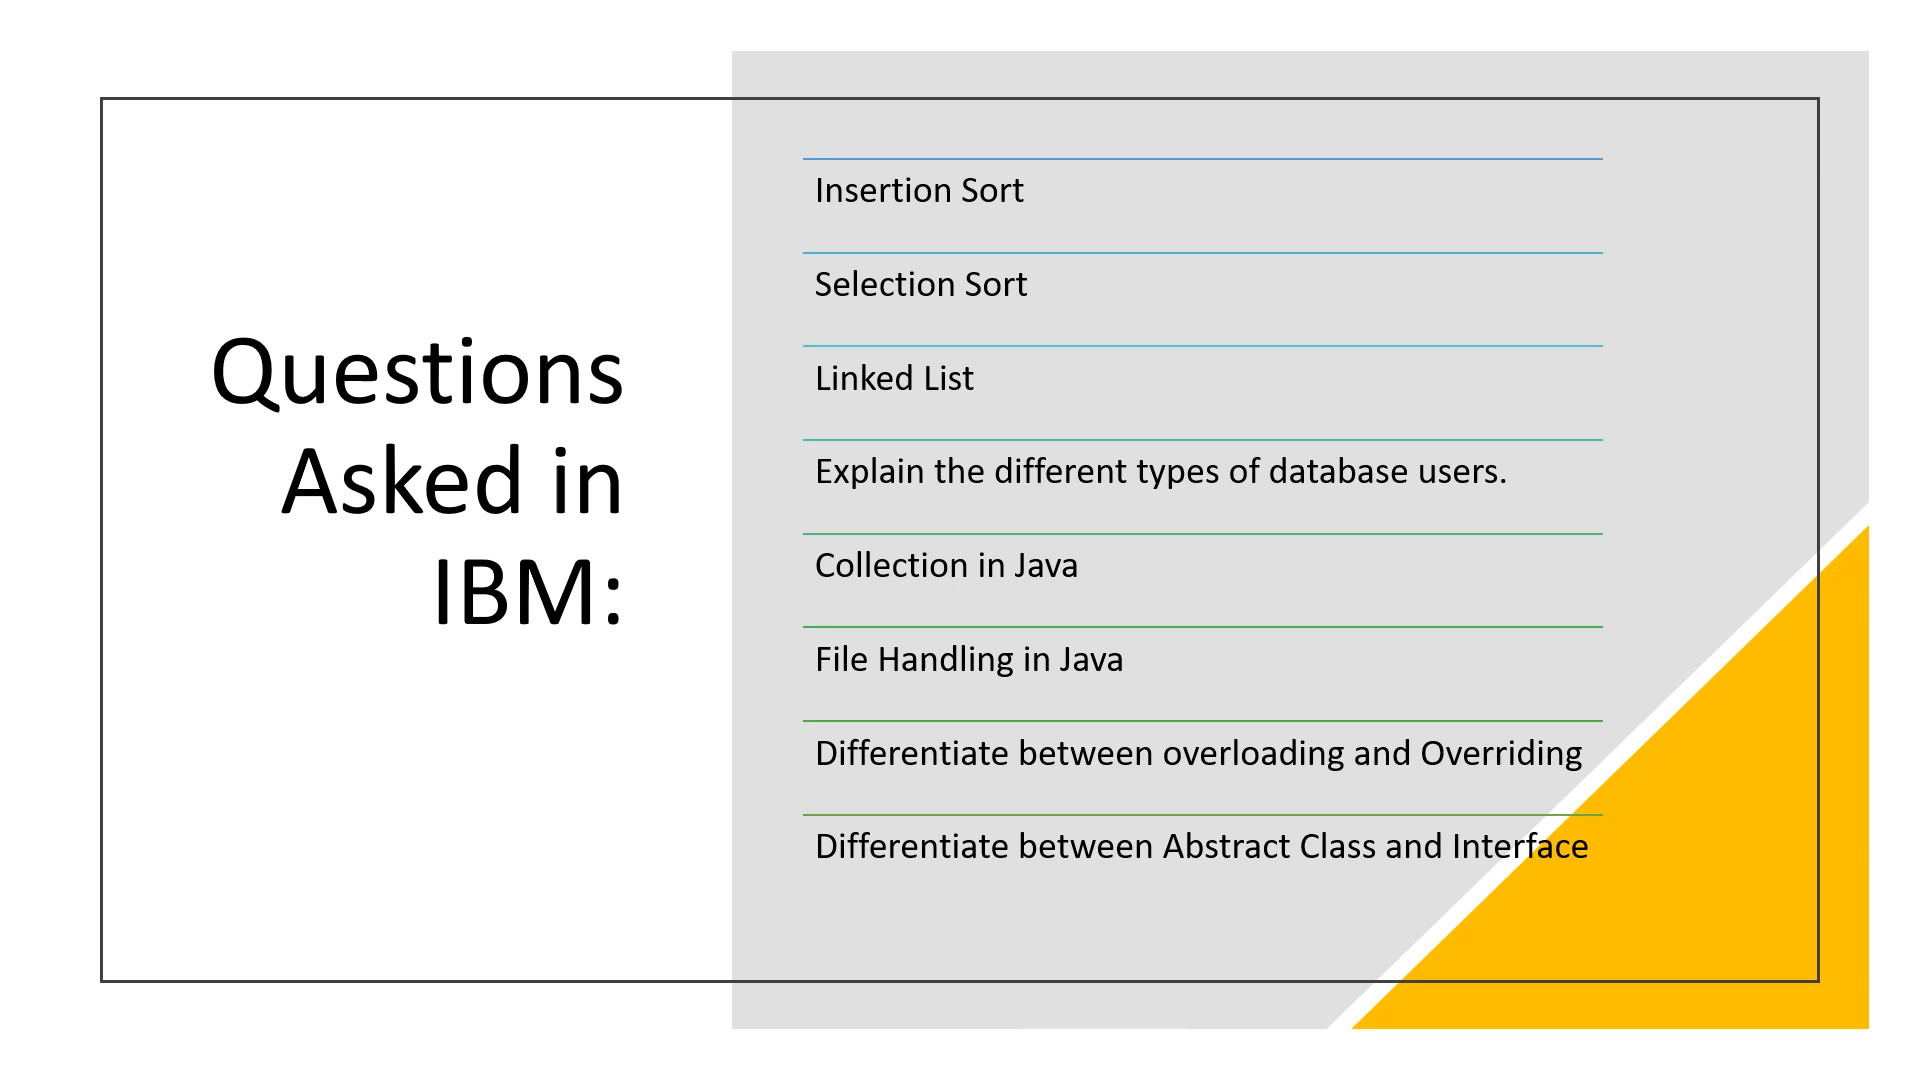 Questions
Asked in
IBM:
Insertion Sort
Selection Sort
Linked List
Explain the different types of database users.
Collection in Java
File Handling in Java
Differentiate between overloading and Overriding
Differentiate between Abstract Class and Interface